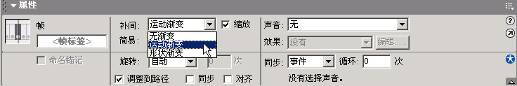 属性
帧
补间： 运动渐变 缩放 声音： 无
<帧标签>
简易： 无渐变
运动渐变
形状渐变
效果： 没有 编辑...
命名锚记 旋转： 自动 0 次 同步： 事件 循环： 0 次
调整到路径 同步 对齐 没有选择声音。